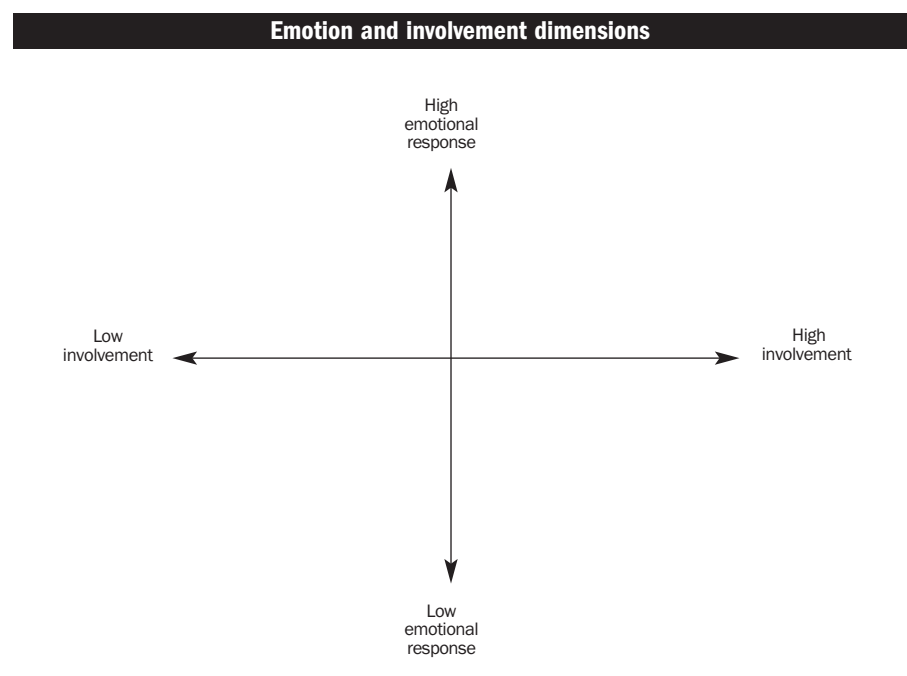 Emotion and involvement dimensions
High
emotional
response
Low
involvement
High
involvement
Low
emotional
response